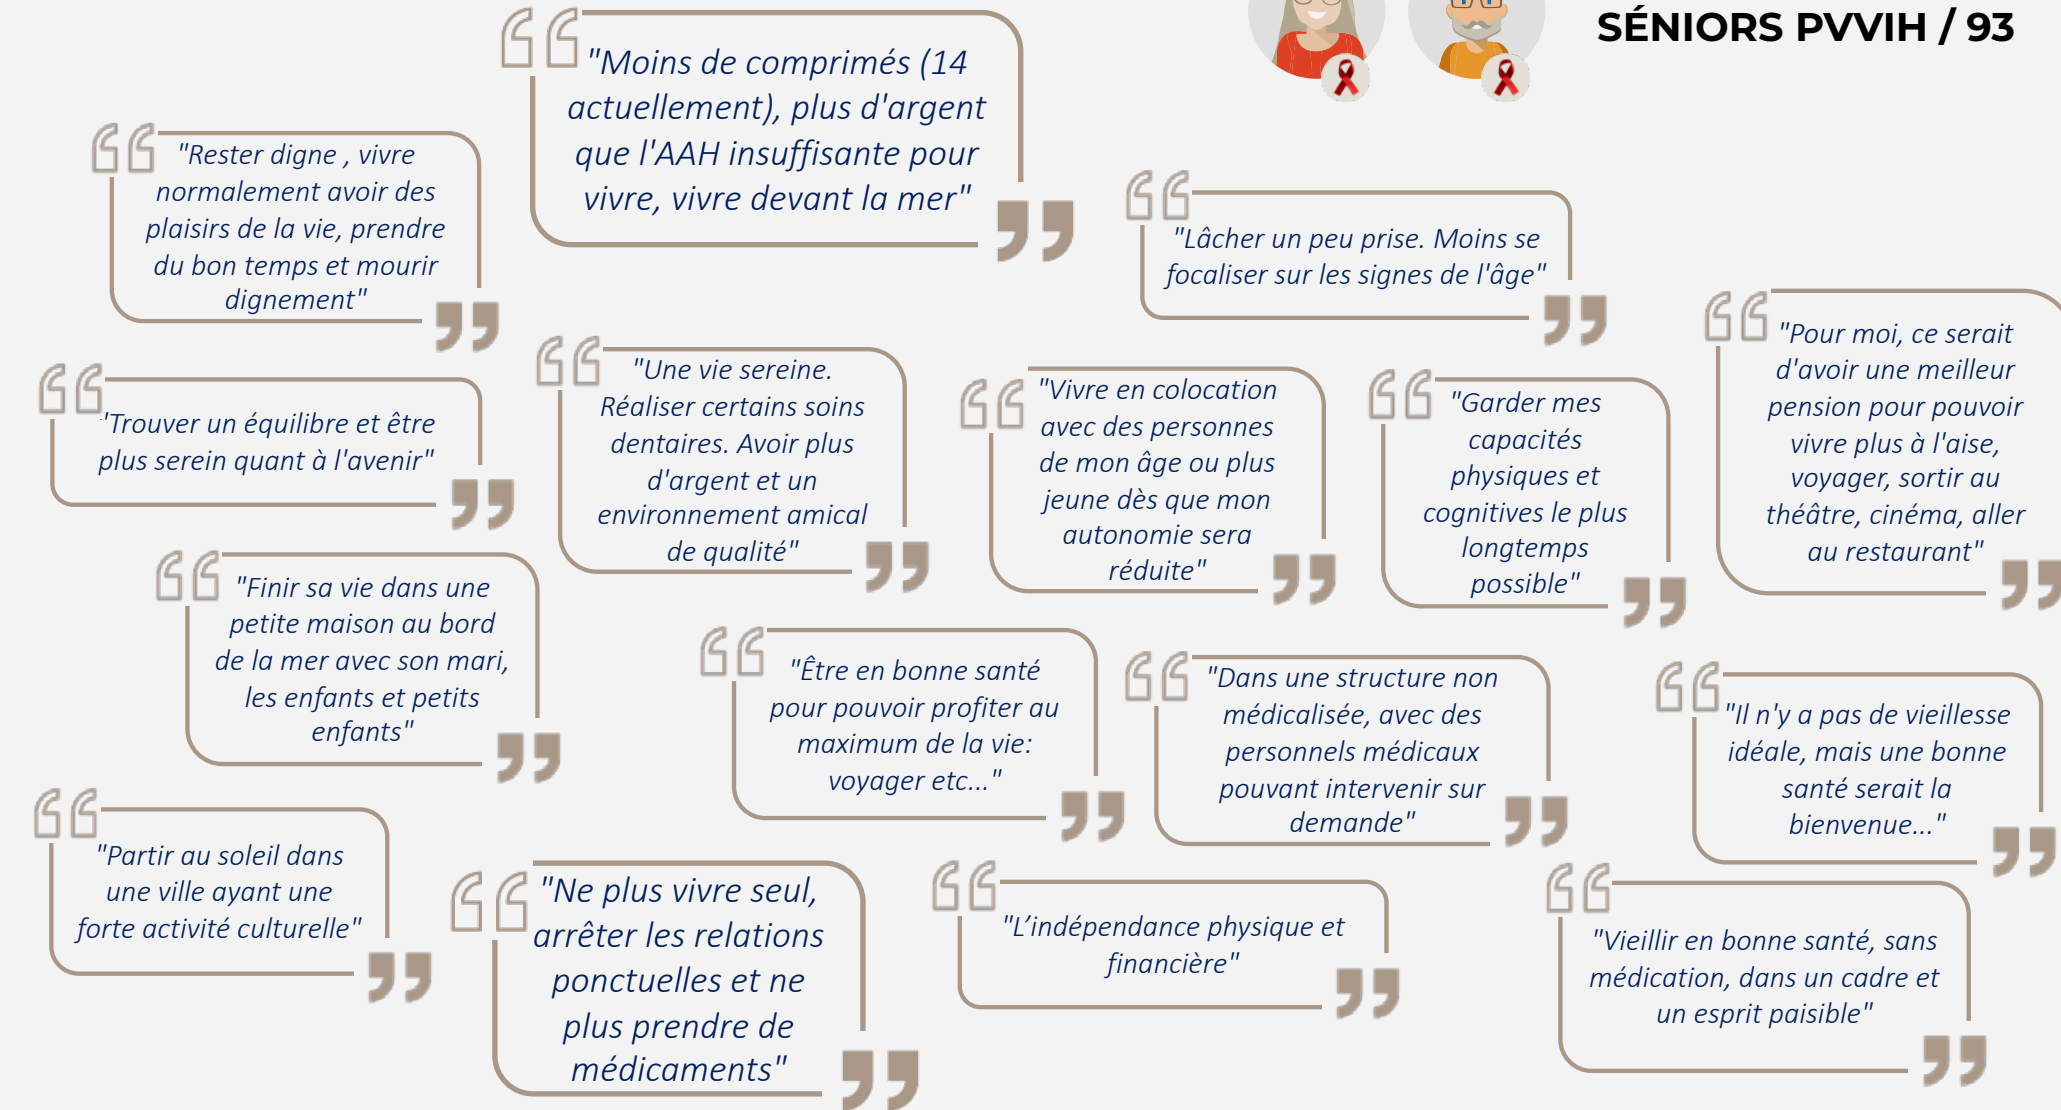 SÉNIORS PVVIH / 93
"Moins de comprimés (14
actuellement), plus d'argent
que l'AAH insuffisante pour
vivre, vivre devant la mer"
"Rester digne , vivre
normalement avoir des
plaisirs de la vie, prendre
du bon temps et mourir
dignement"
"Lâcher un peu prise. Moins se
focaliser sur les signes de l'âge"
"Pour moi, ce serait
d'avoir une meilleur
pension pour pouvoir
vivre plus à l'aise,
voyager, sortir au
théâtre, cinéma, aller
au restaurant"
"Trouver un équilibre et être
plus serein quant à l'avenir"
"Une vie sereine.
Réaliser certains soins
dentaires. Avoir plus
d'argent et un
environnement amical
de qualité"
"Vivre en colocation
avec des personnes
de mon âge ou plus
jeune dès que mon
autonomie sera
réduite"
"Garder mes
capacités
physiques et
cognitives le plus
longtemps
possible"
"Finir sa vie dans une
petite maison au bord
de la mer avec son mari,
les enfants et petits
enfants"
"Être en bonne santé
pour pouvoir profiter au
maximum de la vie:
voyager etc..."
"Dans une structure non
médicalisée, avec des
personnels médicaux
pouvant intervenir sur
demande"
"Il n'y a pas de vieillesse
idéale, mais une bonne
santé serait la
bienvenue..."
"Partir au soleil dans
une ville ayant une
forte activité culturelle"
"Ne plus vivre seul,
arrêter les relations
ponctuelles et ne
plus prendre de
médicaments"
"L’indépendance physique et
financière"
"Vieillir en bonne santé, sans
médication, dans un cadre et
un esprit paisible"